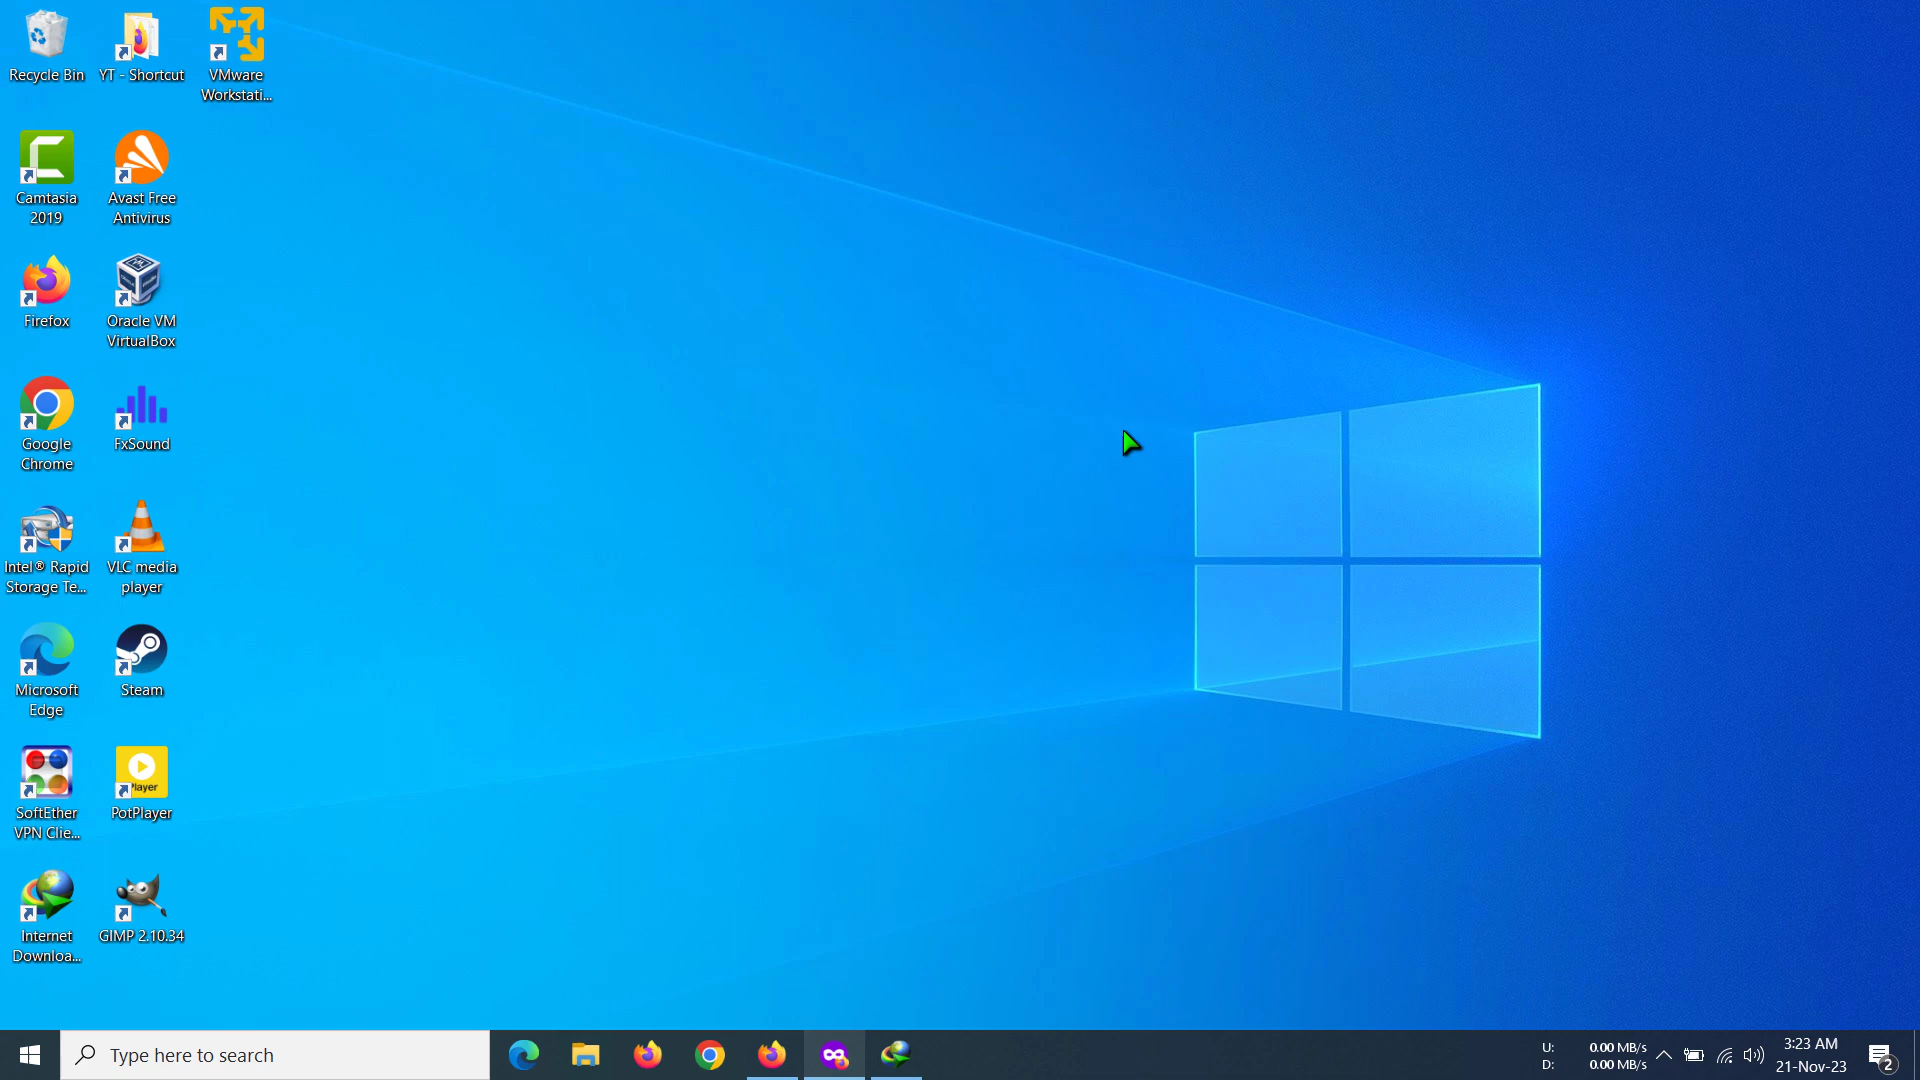 Recycle Bin
YT - Shortcut
VMware
Workstati...
Camtasia
2019
Avast Free
Antivirus
Firefox
Oracle VM
VirtualBox
Google
Chrome
FxSound
Intel® Rapid
Storage Te...
VLC media
player
Microsoft
Edge
Steam
SoftEther
VPN Clie...
Player
PotPlayer
Internet
Downloa...
GIMP 2.10.34
Type here to search
U: 0.00 MB/s
D: 0.00 MB/s
3:23 AM
21-Nov-23
2